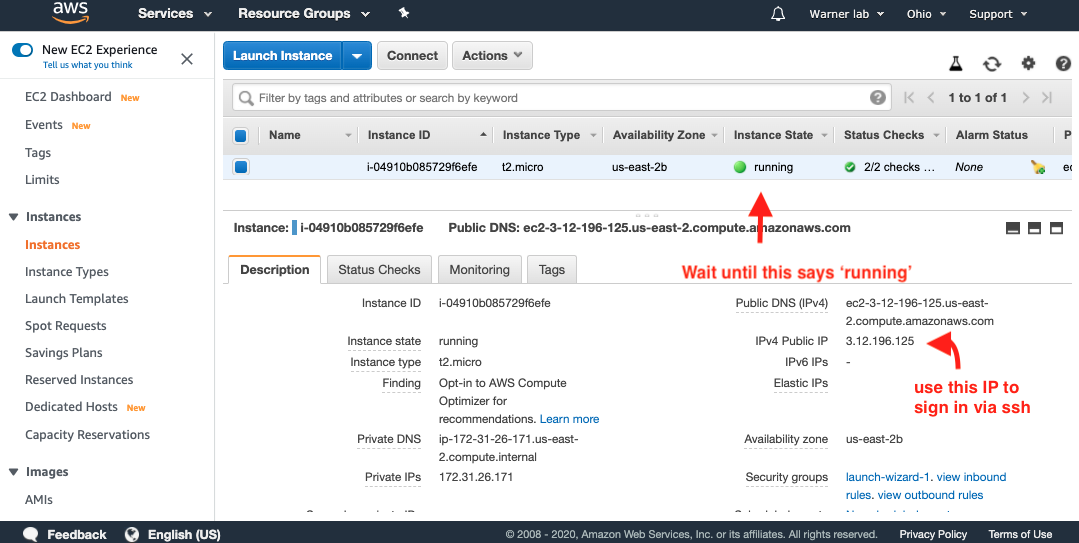 aws Services Resource Groups Warner lab Ohio Support
New EC2 Experience
Tell us what you think
EC2 Dashboard New
Events New
Tags
Limits
Instances
Instances
Instance Types
Launch Templates
Spot Requests
Savings Plans
Reserved Instances
Dedicated Hosts New
Capacity Reservations
Images
AMIs
Launch Instance Connect Actions
Filter by tags and attributes or search by keyword 1 to 1 of 1
Name Instance ID Instance Type Availability Zone Instance State Status Checks Alarm Status P
i-04910b085729f6efe t2.micro us-east-2b running 2/2 checks ... None ec
Instance: i-04910b085729f6efe Public DNS: ec2-3-12-196-125.us-east-2.compute.amazonaws.com
Wait until this says ‘running’
Description Status Checks Monitoring Tags
Instance ID i-04910b085729f6efe Public DNS (IPv4) ec2-3-12-196-125.us-east-
2.compute.amazonaws.com
Instance state running IPv4 Public IP 3.12.196.125
Instance type t2.micro IPv6 IPs -
Finding Opt-in to AWS Compute Elastic IPs
Optimizer for
recommendations. Learn more
use this IP to
sign in via ssh
Private DNS ip-172-31-26-171.us-east- Availability zone us-east-2b
2.compute.internal
Private IPs 172.31.26.171 Security groups launch-wizard-1. view inbound
rules. view outbound rules
Feedback English (US) © 2008 - 2020, Amazon Web Services, Inc. or its affiliates. All rights reserved. Privacy Policy Terms of Use